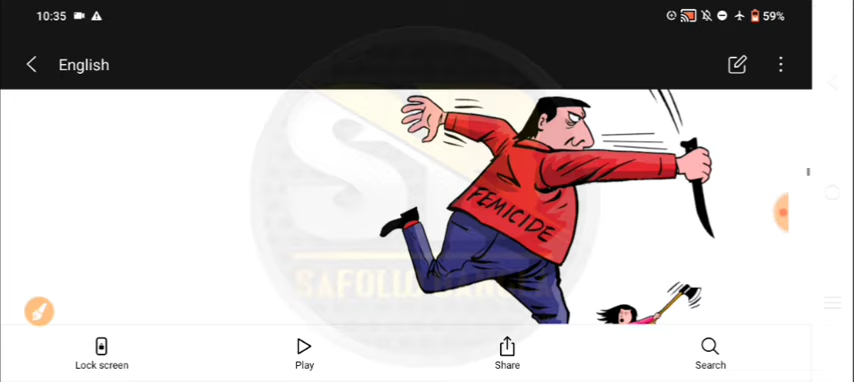 10:35
59%
English
FEMICIDE
Lock screen
Play
Share
Search